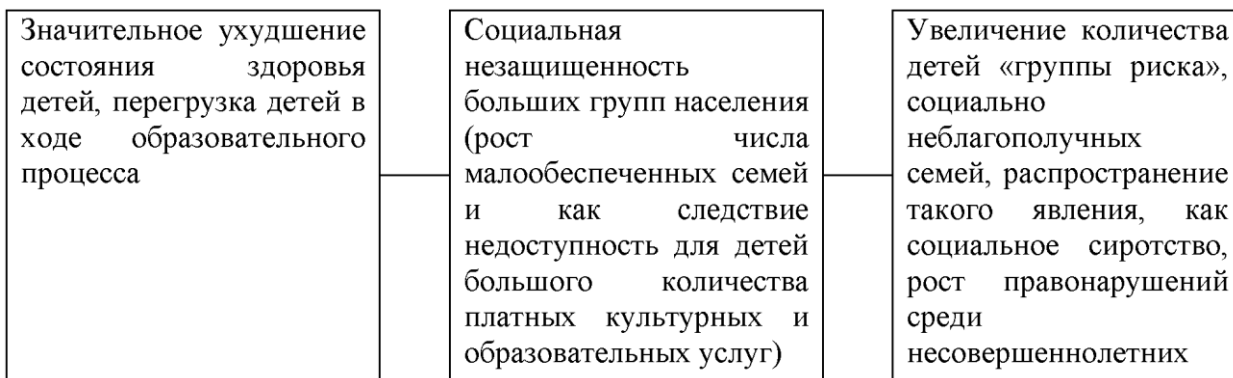 Значительное ухудшение
состояния здоровья
детей, перегрузка детей в
ходе образовательного
процесса
Социальная
незащищенность
больших групп населения
(рост числа
малообеспеченных семей
и как следствие
недоступность для детей
большого количества
платных культурных и
образовательных услуг)
Увеличение количества
детей «группы риска»,
социально
неблагополучных
семей, распространение
такого явления, как
социальное сиротство,
рост правонарушений
среди
несовершеннолетних